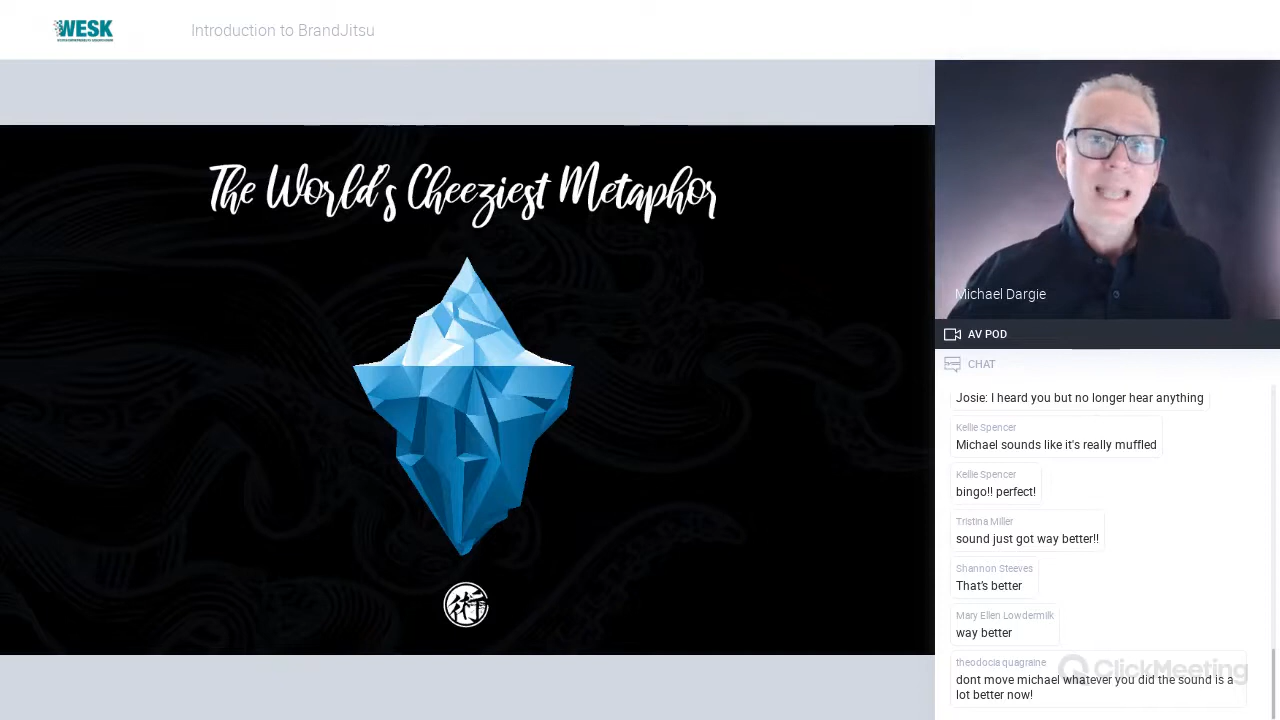 WESK
Introduction to BrandJitsu
The World's Cheeziest Metaphor
術
Michael Dargie
AV POD
CHAT
Josie: I heard you but no longer hear anything
Kellie Spencer
Michael sounds like it's really muffled
Kellie Spencer
bingo!! perfect!
Tristina Miller
sound just got way better!!
Shannon Steeves
That's better
Mary Ellen Lowdermilk
way better
theodocia quagraine
ClickMeeting
dont move michael whatever you did the sound is a
lot better now!